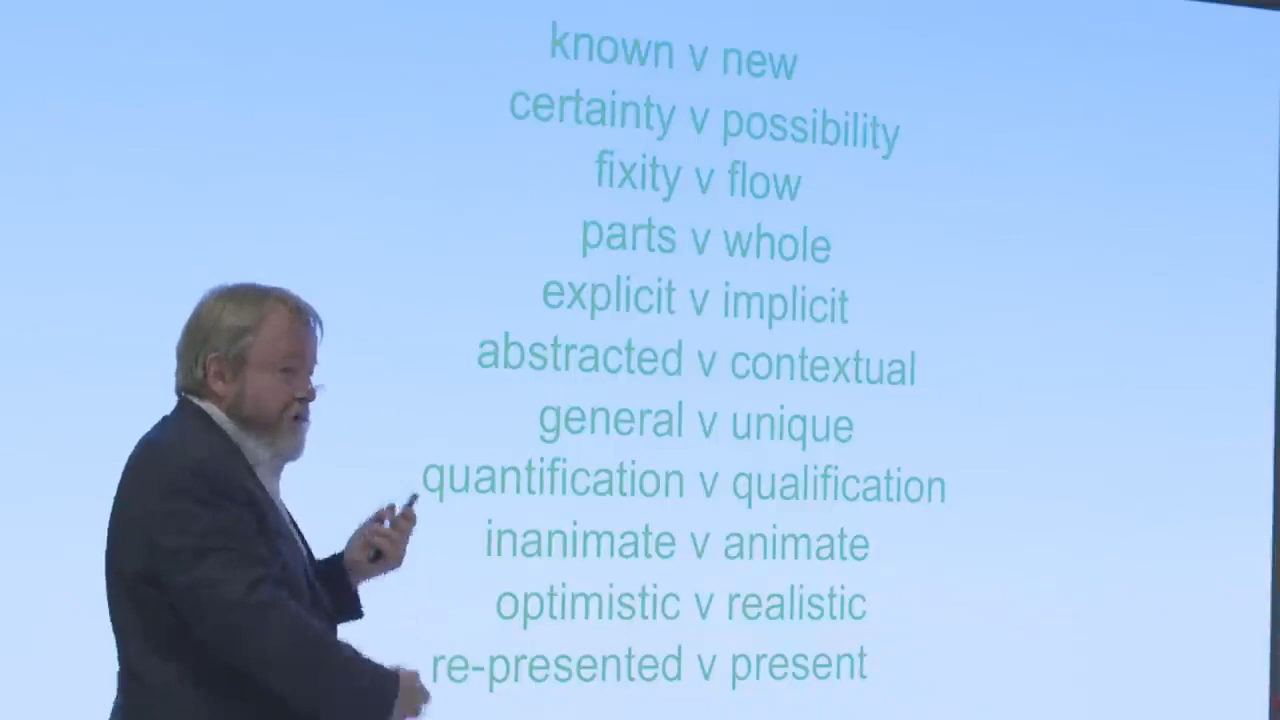 known v new
certainty v possibility
fixity v flow
parts v whole
explicit v implicit
abstracted v contextual
general v unique
quantification v qualification
inanimate v animate
optimistic v realistic
re-presented v present